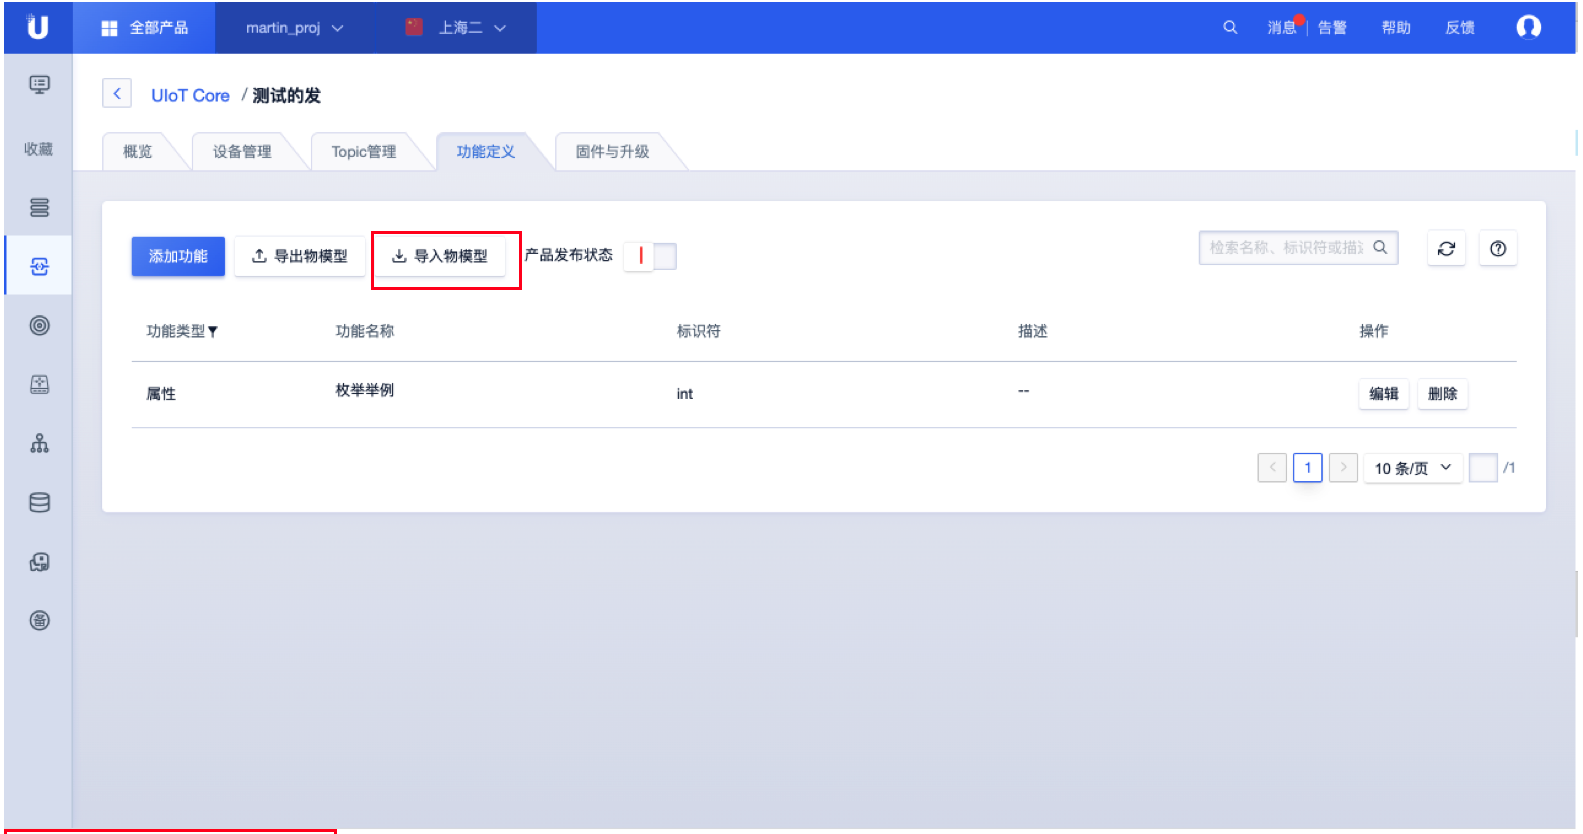 全部产品 martin_proj 上海二 消息 告警 帮助 反馈
收藏
UIoT Core / 测试的发
概览 设备管理 Topic管理 功能定义 固件与升级
添加功能 导出物模型 导入物模型 产品发布状态 检索名称、标识符或描述
功能类型 功能名称 标识符 描述 操作
属性 枚举举例 int -- 编辑 删除
1 10 条/页 /1